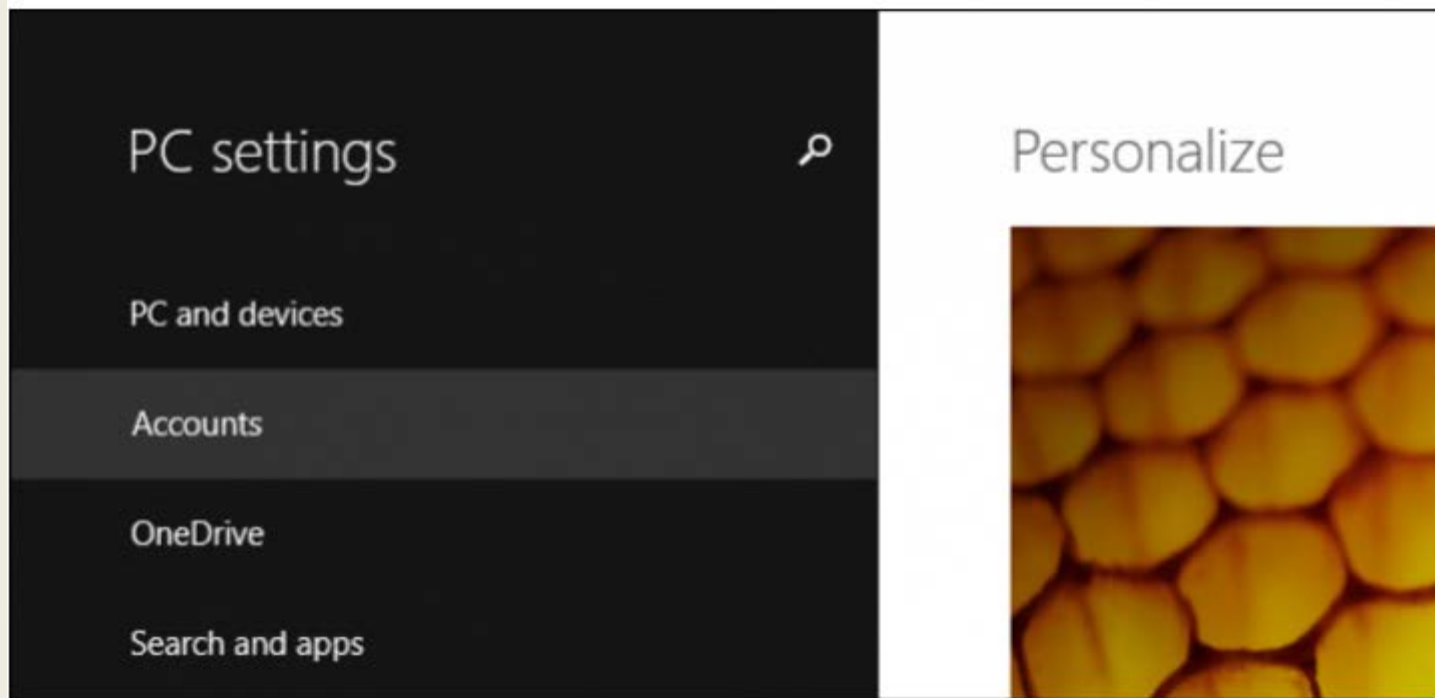 PC settings
Personalize
PC and devices
Accounts
OneDrive
Search and apps